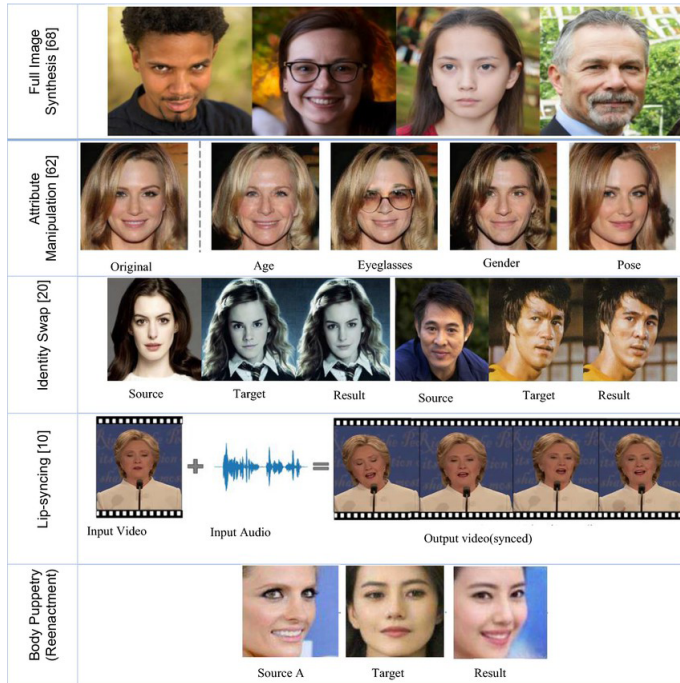 Full Image
Synthesis [68]
Attribute
Manipulation [62]
Original
Age
Eyeglasses
Gender
Pose
Identity Swap [20]
Source
Target
Result
Source
Target
Result
Lip-syncing [10]
+
=
Input Video
Input Audio
Output video(synced)
Body Puppetry
(Reenactment)
Source A
Target
Result